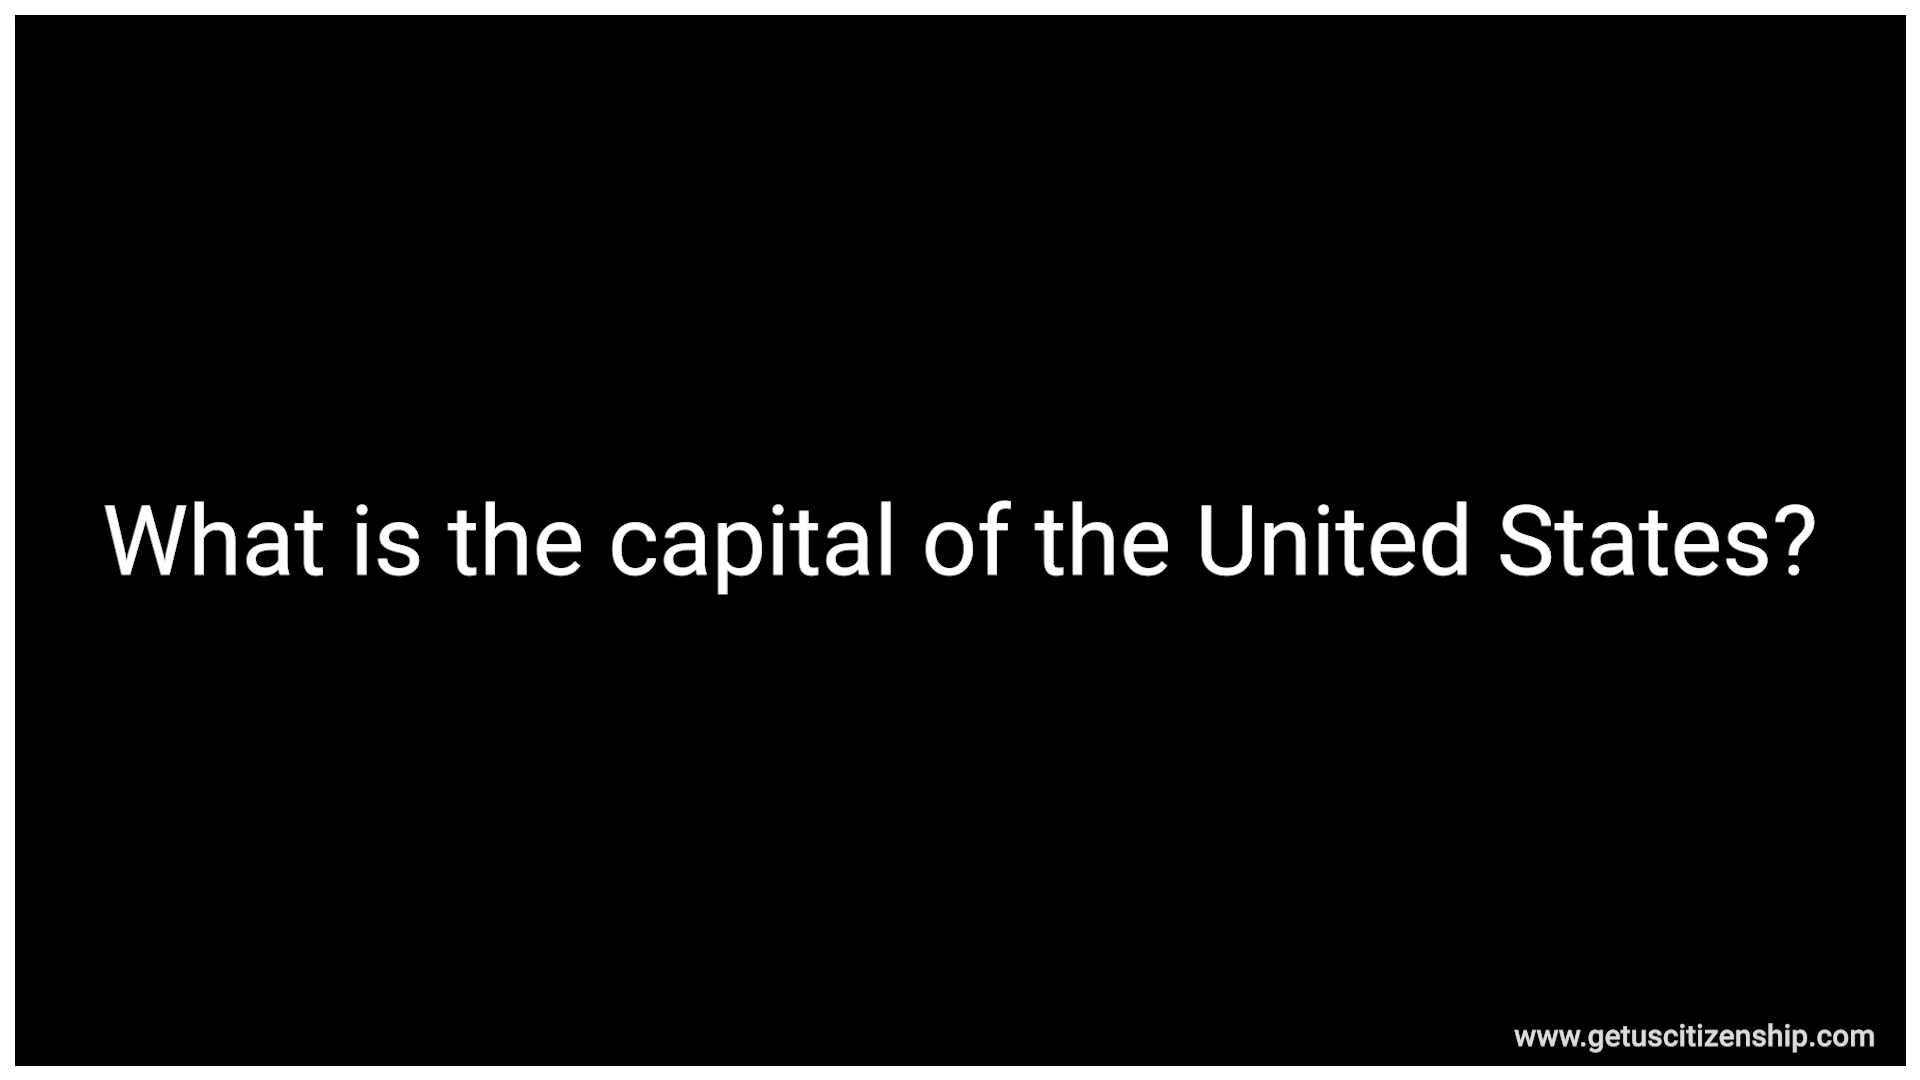 What is the capital of the United States?
www.getuscitizenship.com